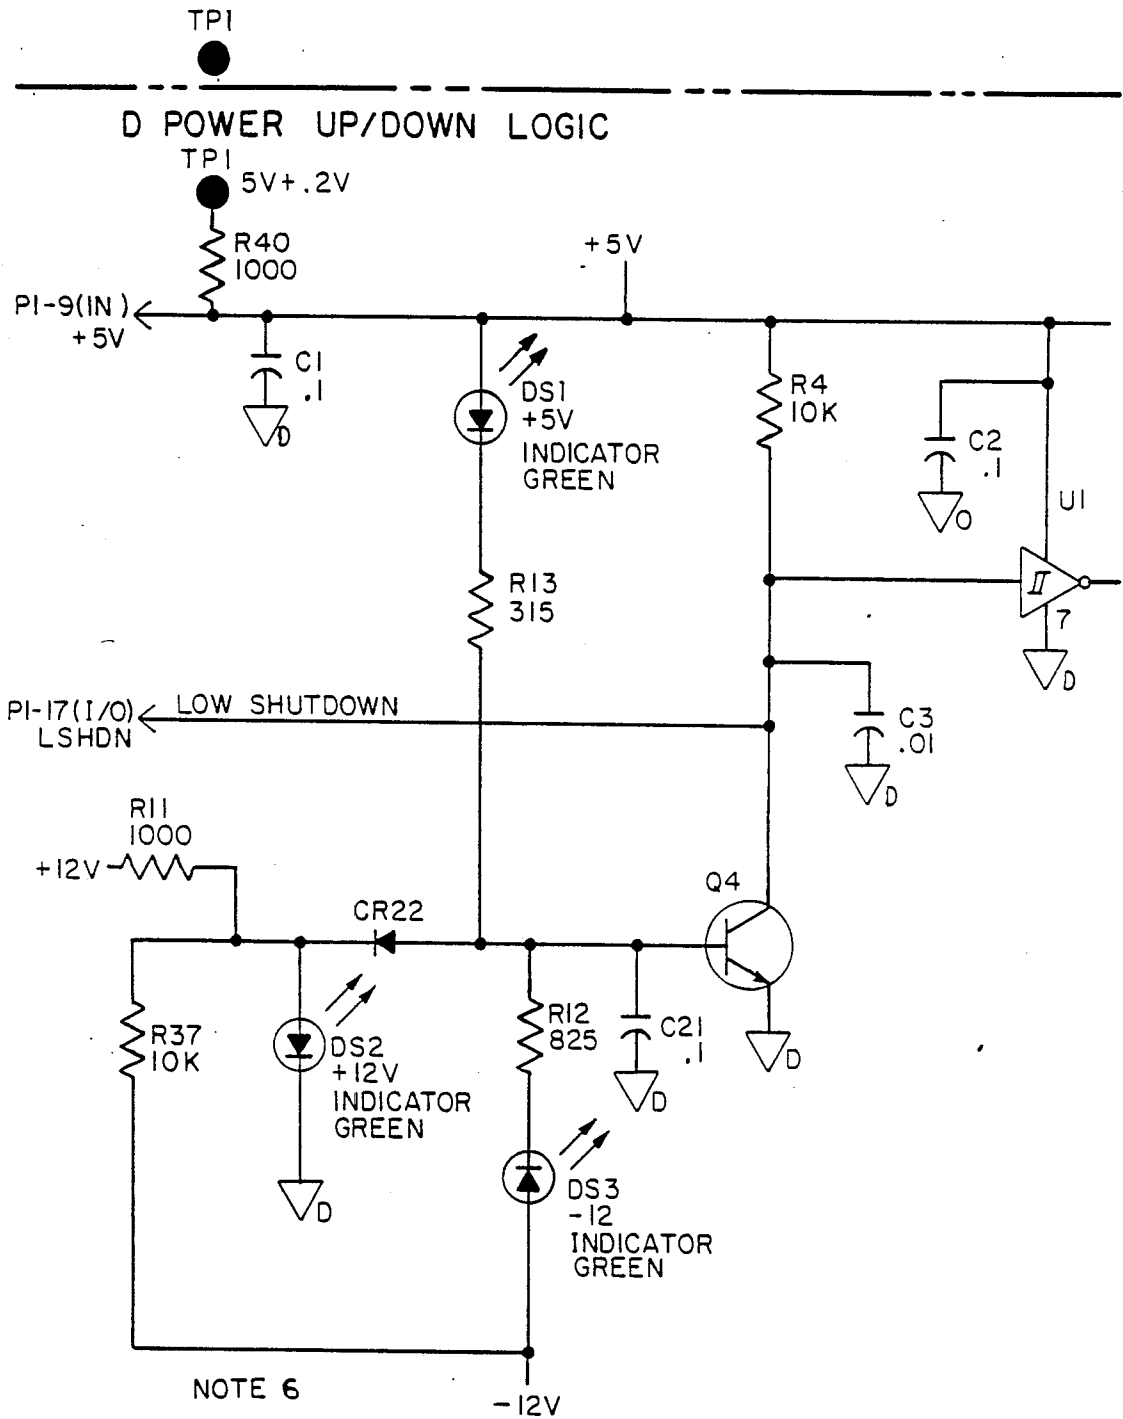 TP1
D POWER UP/DOWN LOGIC
TP1
5V+.2V
R40
1000
+5V
P1-9(IN)
+5V
C1
.1
D
DS1
+5V
INDICATOR
GREEN
R4
10K
C2
.1
O
U1
II
7
D
R13
315
P1-17(I/O)
LSHDN
LOW SHUTDOWN
C3
.01
D
R11
1000
+12V
CR22
Q4
R37
10K
DS2
+12V
INDICATOR
GREEN
D
R12
825
C21
.1
D
D
DS3
-12
INDICATOR
GREEN
NOTE 6
-12V